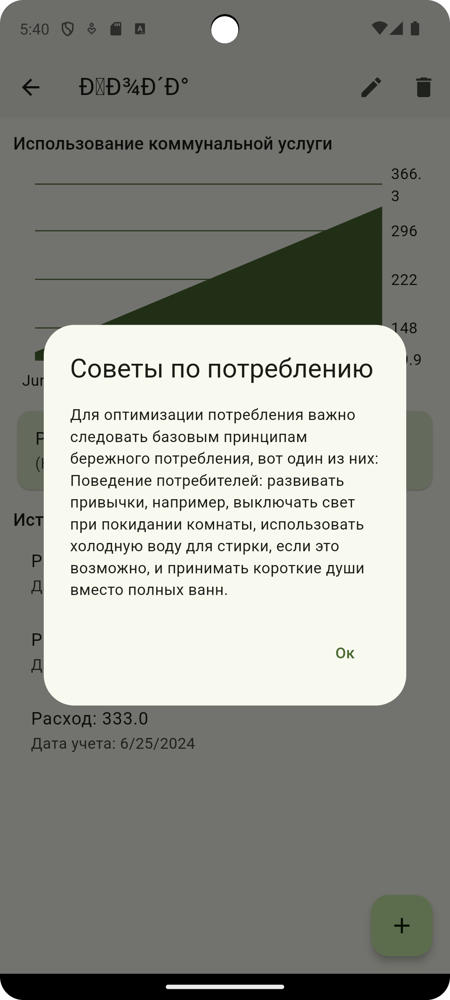 5:40
Ð Ð¾Ð´Ð°
Использование коммунальной услуги
366.
3
296
222
148
Советы по потреблению
Для оптимизации потребления важно
следовать базовым принципам
бережного потребления, вот один из них:
Поведение потребителей: развивать
привычки, например, выключать свет
при покидании комнаты, использовать
холодную воду для стирки, если это
возможно, и принимать короткие души
вместо полных ванн.
Ок
Расход: 333.0
Дата учета: 6/25/2024